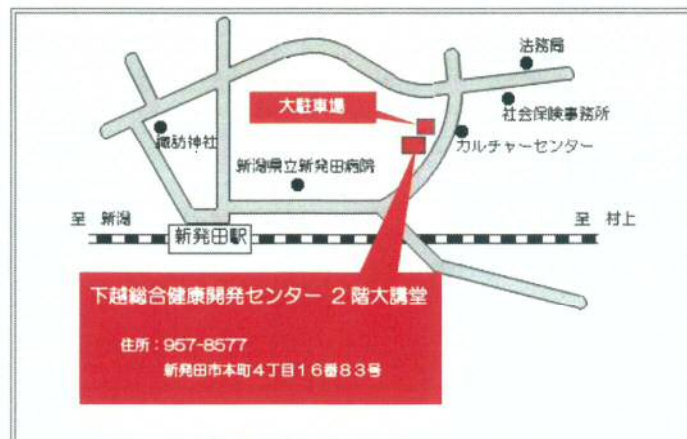 法務局
大駐車場
社会保険事務所
諏訪神社
カルチャーセンター
新潟県立新発田病院
至 新潟
至 村上
新発田駅
下越総合健康開発センター 2階大講堂
住所：957-8577
新発田市本町4丁目16番83号